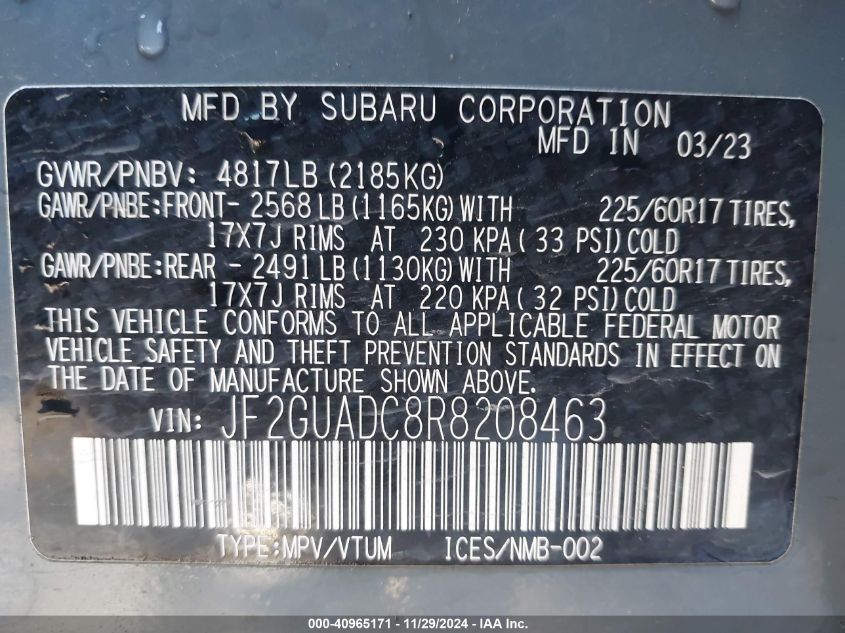 MFD BY SUBARU CORPORATION
MFD IN 03/23
GVWR/PNBV: 4817LB (2185KG)
GAWR/PNBE:FRONT- 2568 LB (1165KG) WITH 225/60R17 TIRES,
17X7J RIMS AT 230 KPA ( 33 PSI) COLD
GAWR/PNBE:REAR - 2491 LB (1130KG) WITH 225/60R17 TIRES,
17X7J RIMS AT 220 KPA ( 32 PSI) COLD
THIS VEHICLE CONFORMS TO ALL APPLICABLE FEDERAL MOTOR
VEHICLE SAFETY AND THEFT PREVENTION STANDARDS IN EFFECT ON
THE DATE OF MANUFACTURE SHOWN ABOVE.
VIN: JF2GUADC8R8208463
TYPE:MPV/VTUM ICES/NMB-002
000-40965171 - 11/29/2024 - IAA Inc.